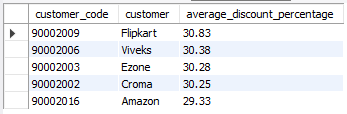 customer_code customer average_discount_percentage
90002009 Flipkart 30.83
90002006 Viveks 30.38
90002003 Ezone 30.28
90002002 Croma 30.25
90002016 Amazon 29.33